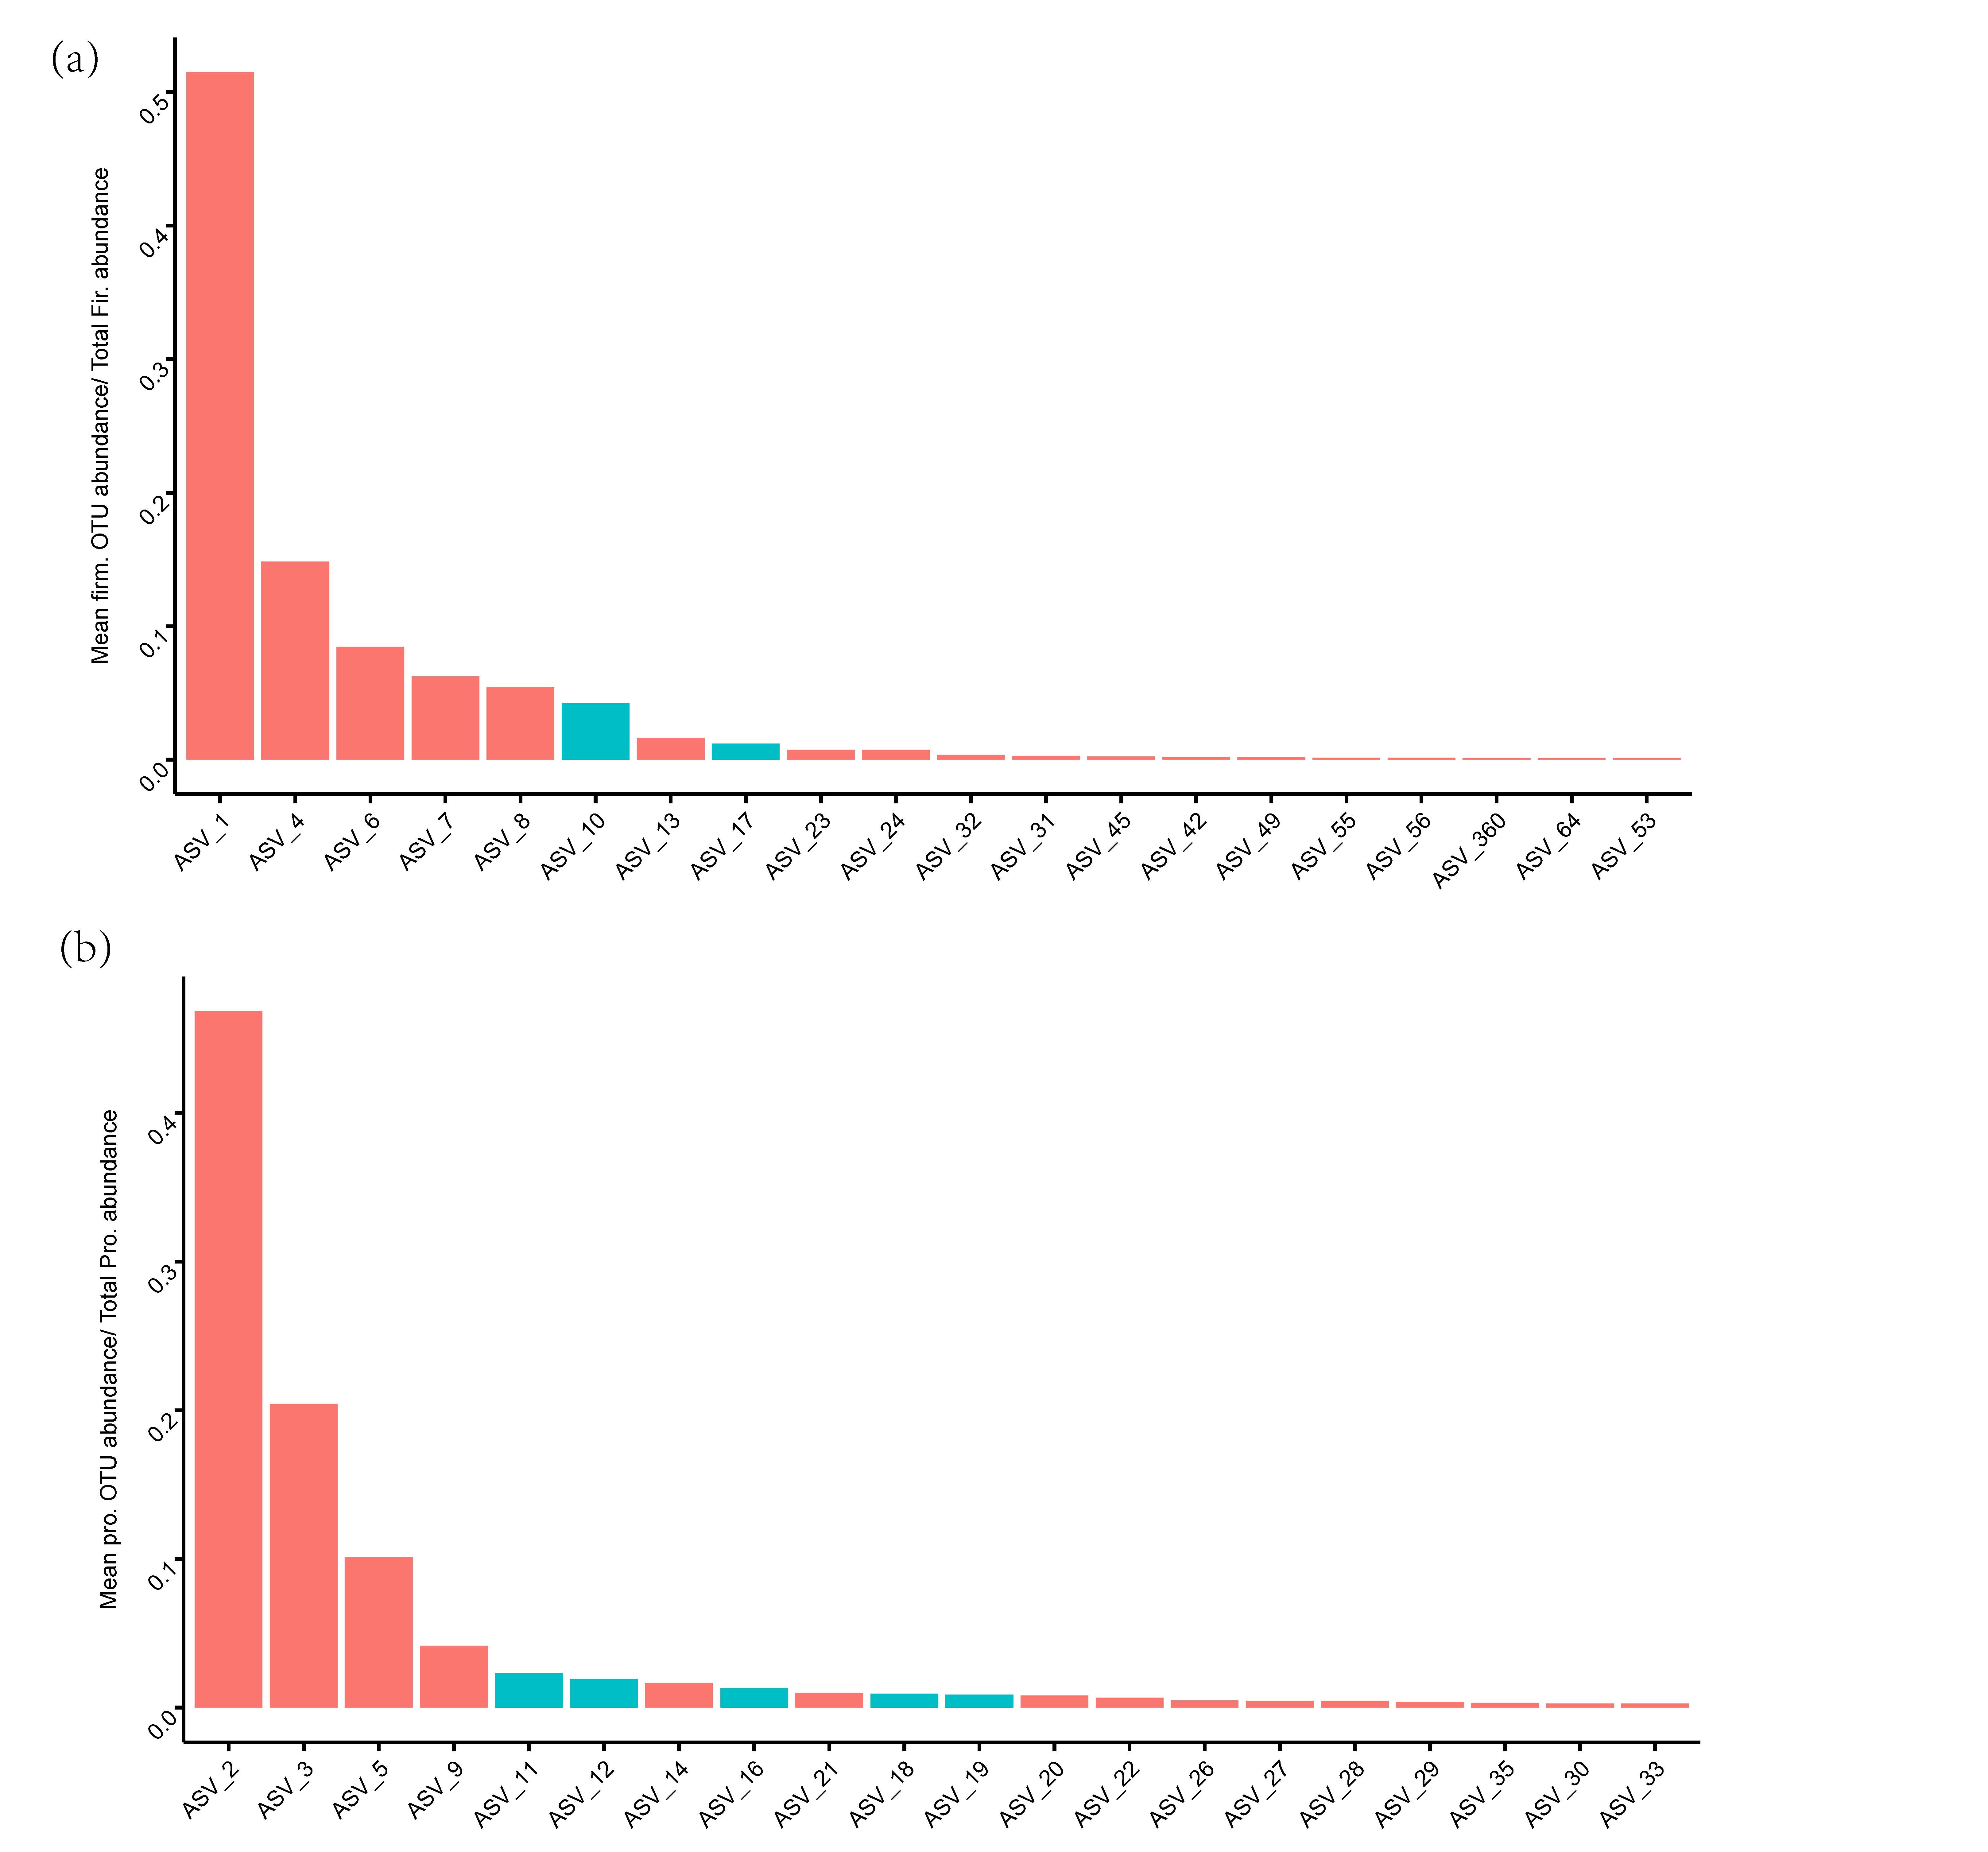 (a)
Mean firm. OTU abundance/ Total Fir. abundance
0.5
0.4
0.3
0.2
0.1
0.0
ASV_1 ASV_4 ASV_6 ASV_7 ASV_8 ASV_10 ASV_13 ASV_17 ASV_23 ASV_24 ASV_32 ASV_31 ASV_45 ASV_42 ASV_49 ASV_55 ASV_56 ASV_360 ASV_64 ASV_53
(b)
Mean pro. OTU abundance/ Total Pro. abundance
0.4
0.3
0.2
0.1
0.0
ASV_2 ASV_3 ASV_5 ASV_9 ASV_11 ASV_12 ASV_14 ASV_16 ASV_21 ASV_18 ASV_19 ASV_20 ASV_22 ASV_26 ASV_27 ASV_28 ASV_29 ASV_35 ASV_30 ASV_33